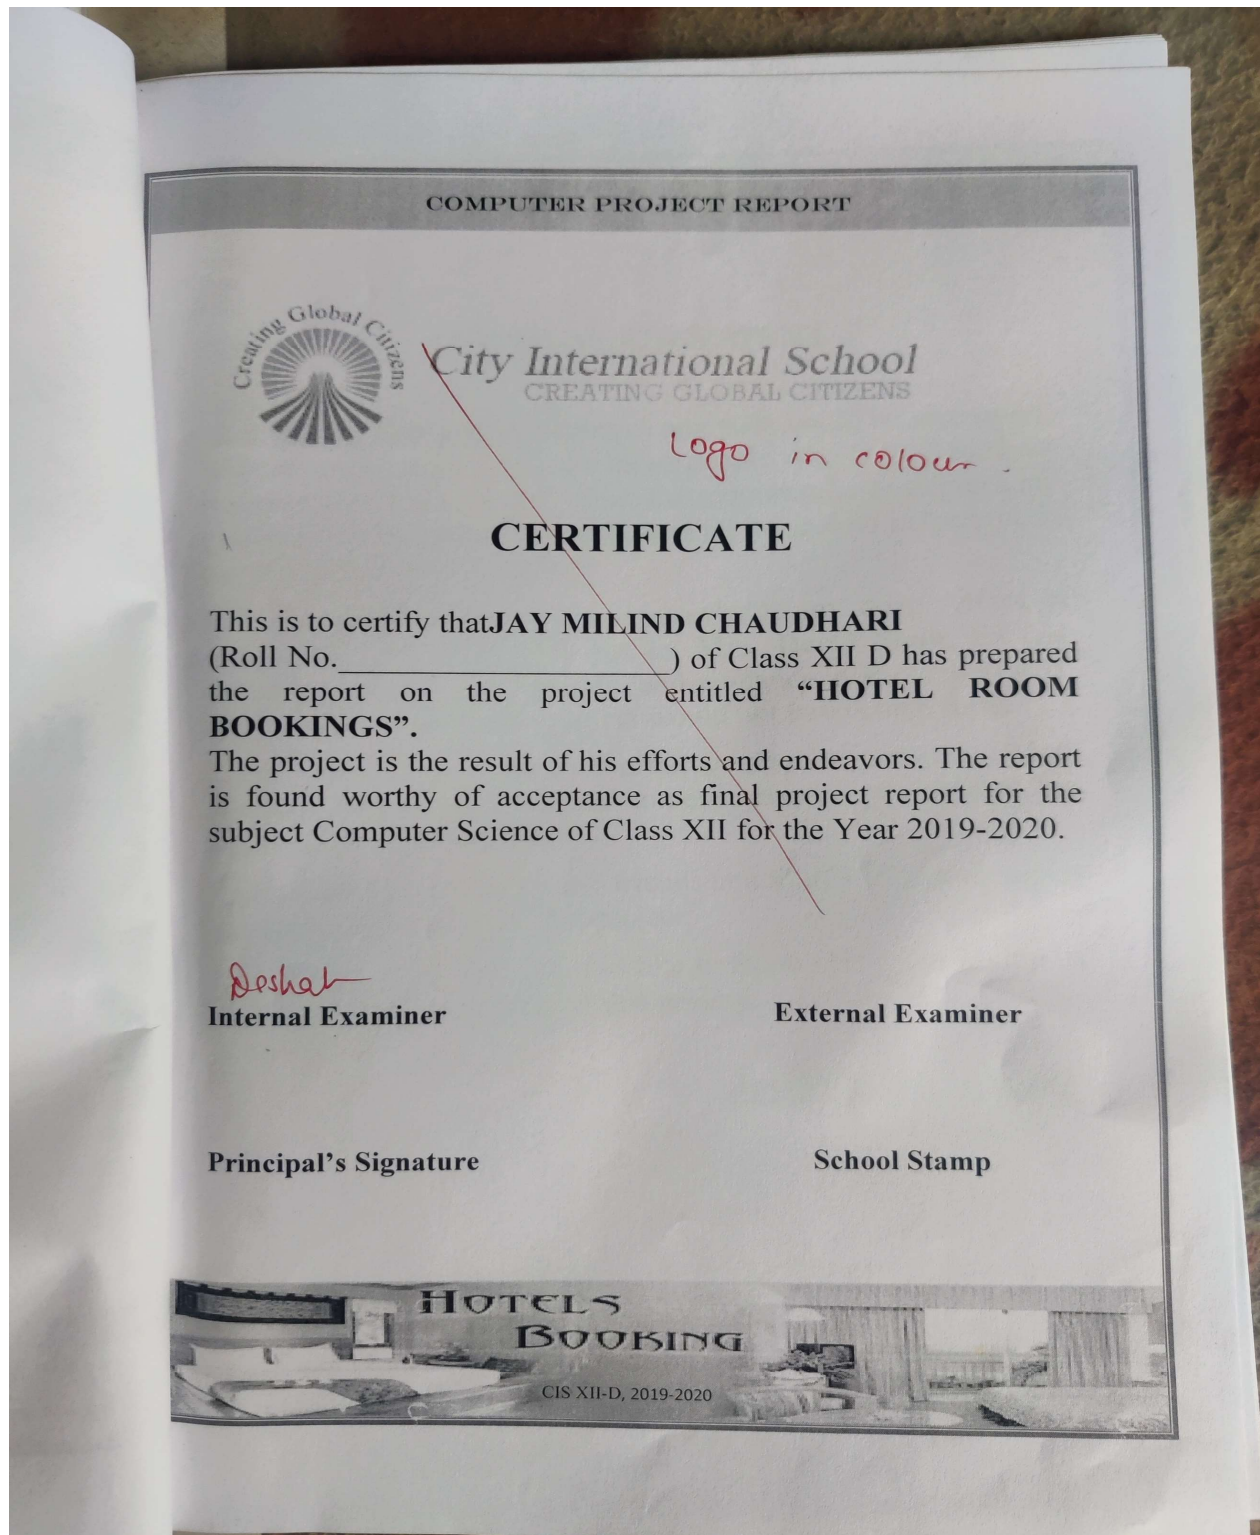 COMPUTER PROJECT REPORT
Creating Global Citizens
City International School
CREATING GLOBAL CITIZENS
Logo in colour.
CERTIFICATE
This is to certify thatJAY MILIND CHAUDHARI
(Roll No.______________________) of Class XII D has prepared
the report on the project entitled “HOTEL ROOM
BOOKINGS”.
The project is the result of his efforts and endeavors. The report
is found worthy of acceptance as final project report for the
subject Computer Science of Class XII for the Year 2019-2020.
Internal Examiner
External Examiner
Principal’s Signature
School Stamp
HOTELS
BOOKING
CIS XII-D, 2019-2020